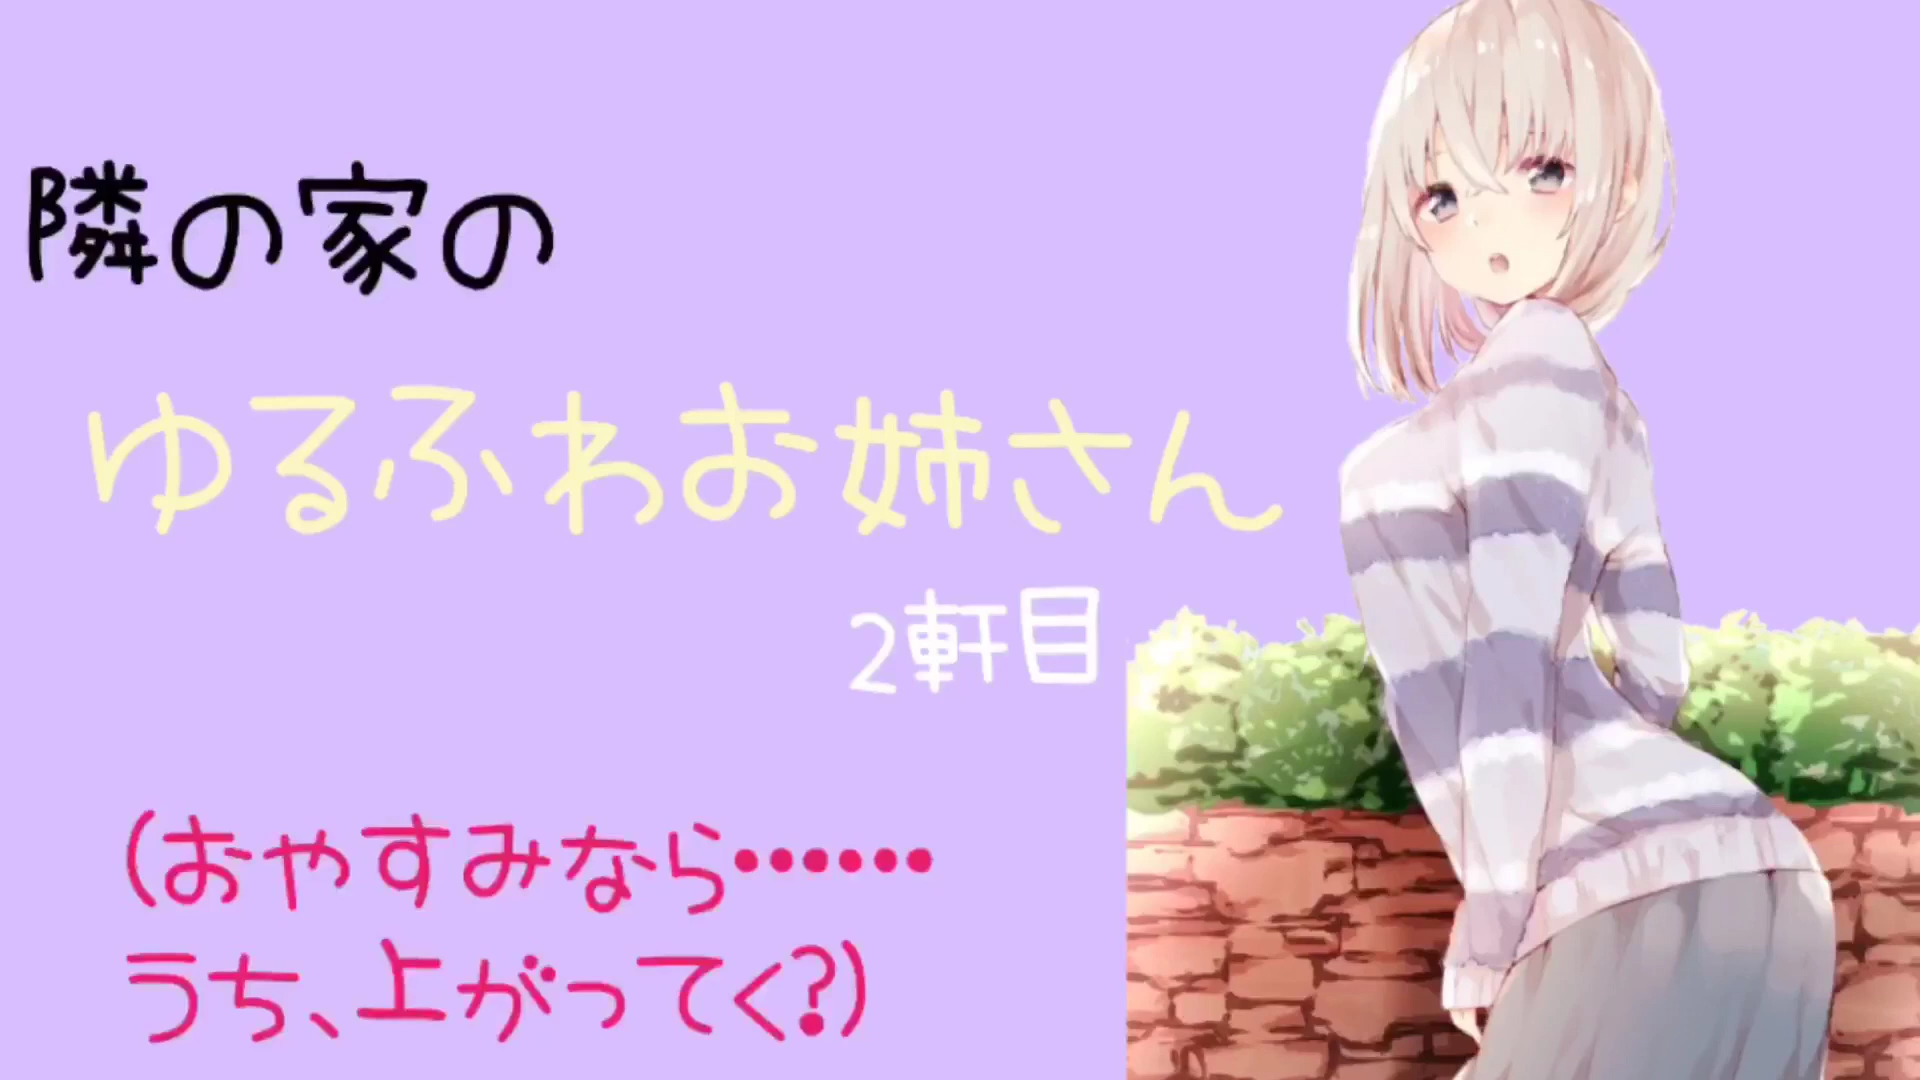 隣の家の
ゆるふわお姉さん
2軒目
(おやすみなら‥‥‥
うち、上がってく?)